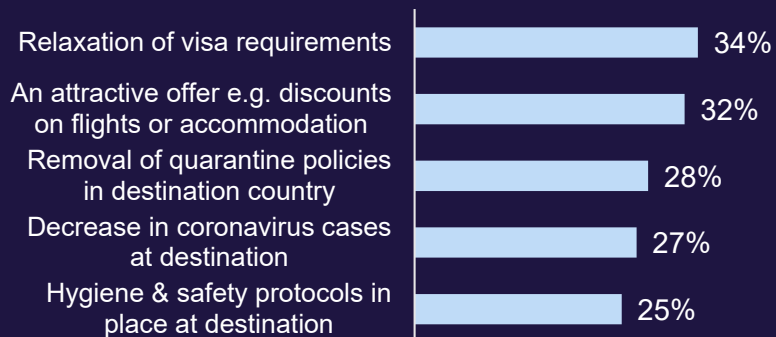 Relaxation of visa requirements
34%
An attractive offer e.g. discounts
on flights or accommodation
32%
Removal of quarantine policies
in destination country
28%
Decrease in coronavirus cases
at destination
27%
Hygiene & safety protocols in
place at destination
25%